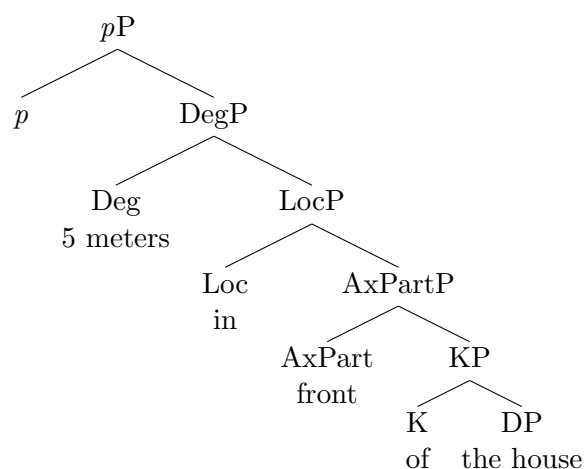 pP
p DegP
Deg LocP
5 meters
Loc AxPartP
in
AxPart KP
front
K DP
of the house